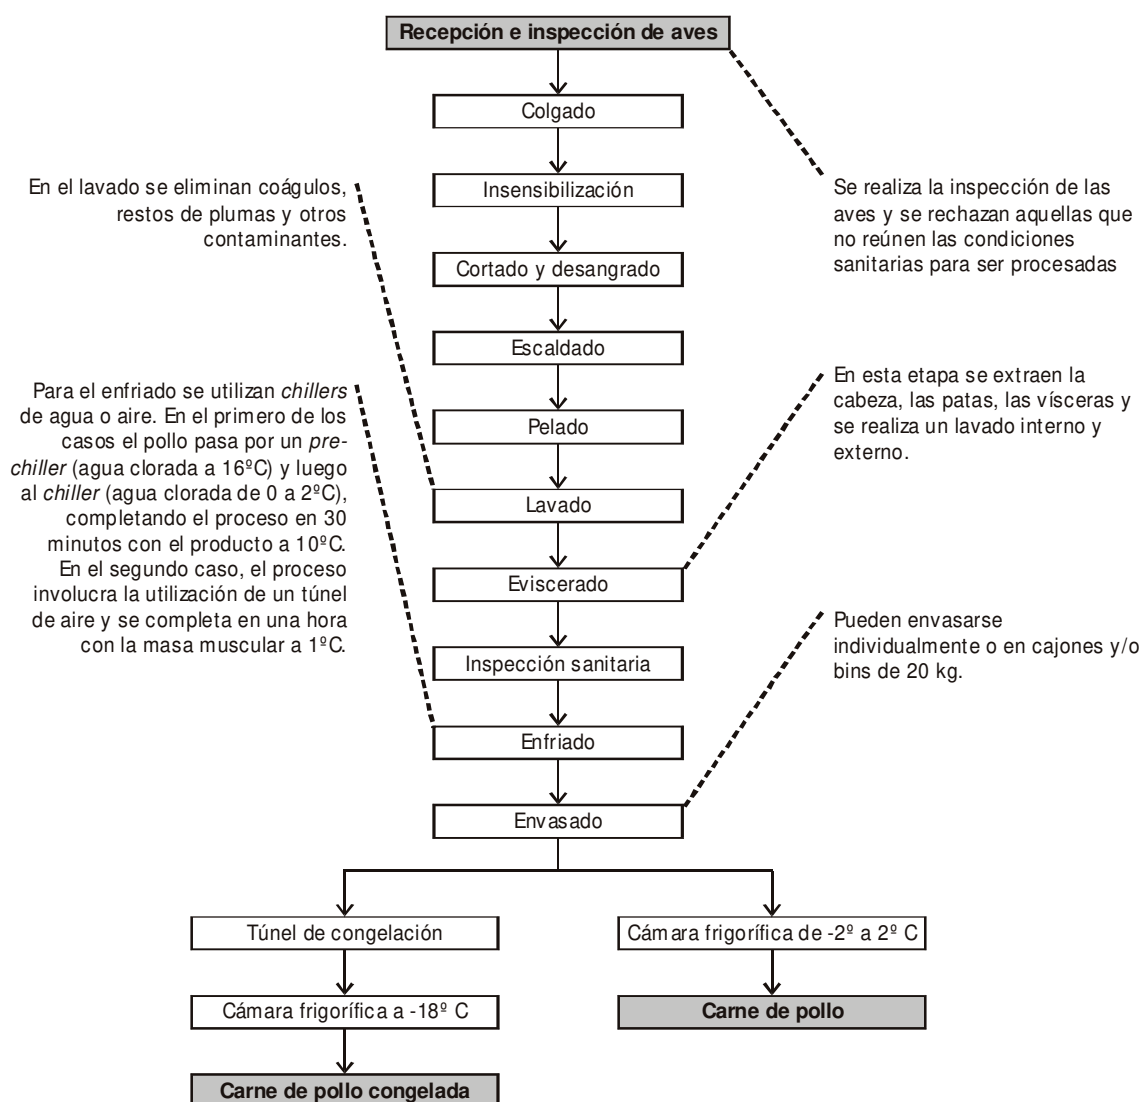 Recepción e inspección de aves
Colgado
Insensibilización
Cortado y desangrado
Escaldado
Pelado
Lavado
Eviscerado
Inspección sanitaria
Enfriado
Envasado
En el lavado se eliminan coágulos,
restos de plumas y otros
contaminantes.
Para el enfriado se utilizan chillers
de agua o aire. En el primero de los
casos el pollo pasa por un pre-
chiller (agua clorada a 16ºC) y luego
al chiller (agua clorada de 0 a 2ºC),
completando el proceso en 30
minutos con el producto a 10ºC.
En el segundo caso, el proceso
involucra la utilización de un túnel
de aire y se completa en una hora
con la masa muscular a 1ºC.
Se realiza la inspección de las
aves y se rechazan aquellas que
no reúnen las condiciones
sanitarias para ser procesadas
En esta etapa se extraen la
cabeza, las patas, las vísceras y
se realiza un lavado interno y
externo.
Pueden envasarse
individualmente o en cajones y/o
bins de 20 kg.
Túnel de congelación
Cámara frigorífica a -18º C
Carne de pollo congelada
Cámara frigorífica de -2º a 2º C
Carne de pollo